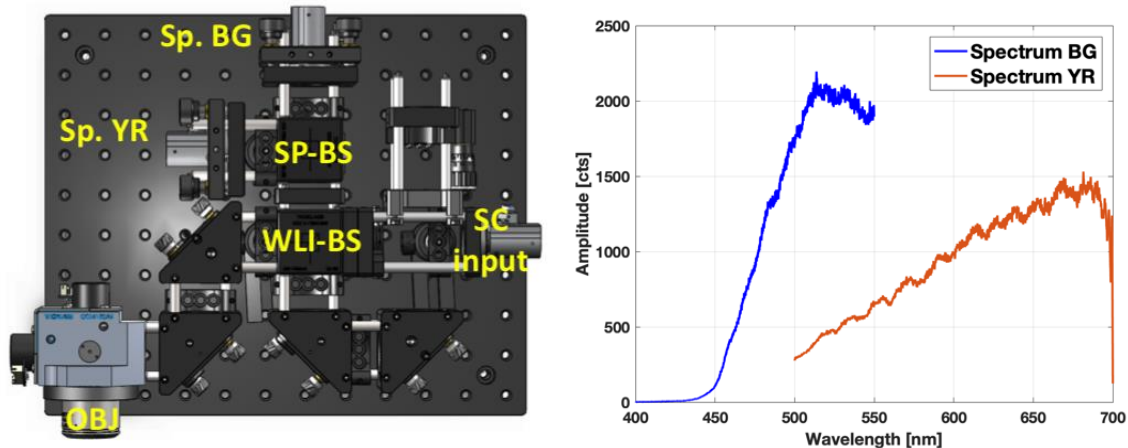 Sp. BG
Sp. YR
SP-BS
WLI-BS
SC
input
OBJ
2500
2000
1500
1000
500
0
Amplitude [cts]
Spectrum BG
Spectrum YR
400
450
500
550
600
650
700
Wavelength [nm]